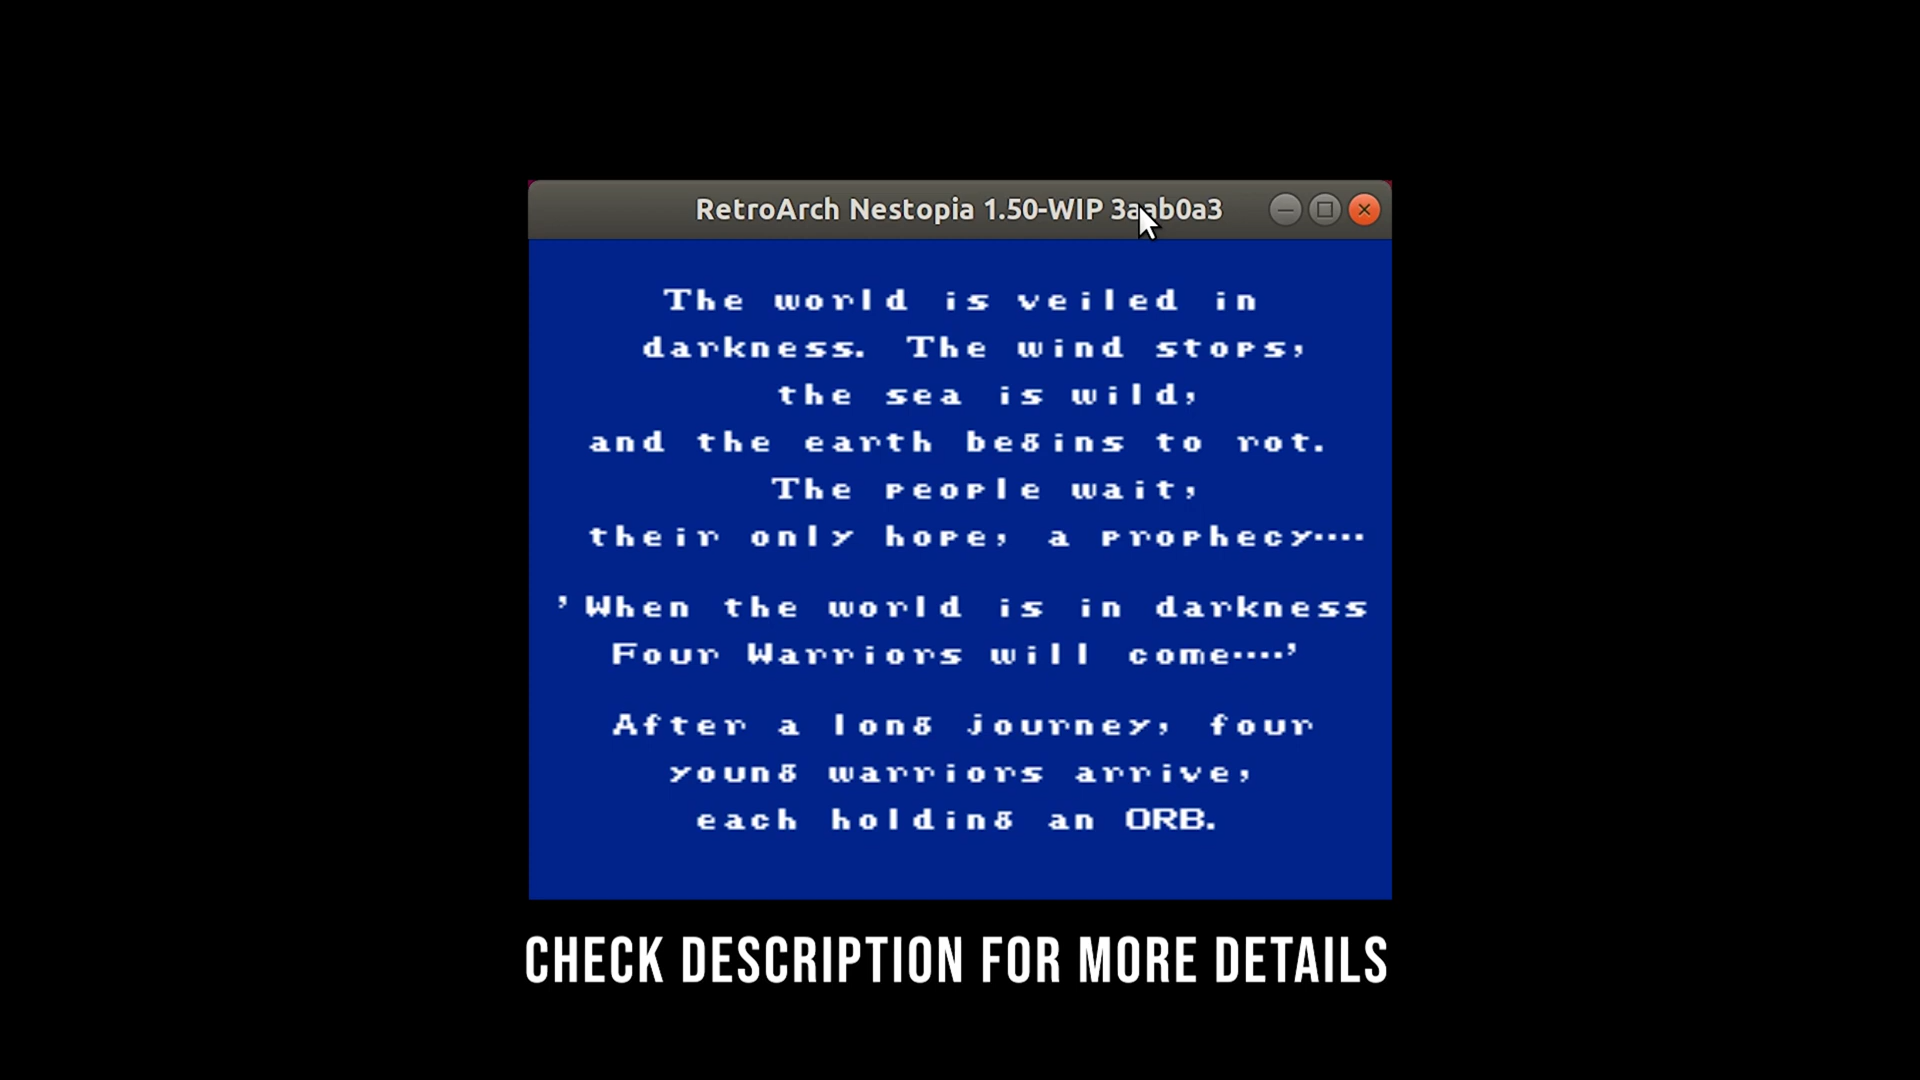 RetroArch Nestopia 1.50-WIP 3aab0a3
The world is veiled in
darkness. The wind stops,
the sea is wild,
and the earth begins to rot.
The people wait,
their only hope, a prophecy....
'When the world is in darkness
Four Warriors will come....'
After a long journey, four
young warriors arrive,
each holding an ORB.
CHECK DESCRIPTION FOR MORE DETAILS